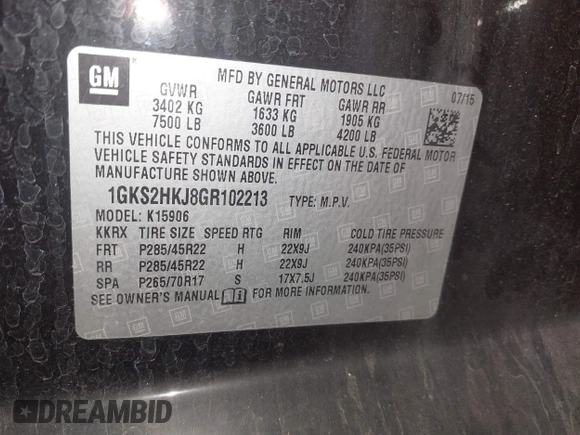 GM
MFD BY GENERAL MOTORS LLC
07/15
GVWR GAWR FRT GAWR RR
3402 KG 1633 KG 1905 KG
7500 LB 3600 LB 4200 LB
THIS VEHICLE CONFORMS TO ALL APPLICABLE U.S. FEDERAL MOTOR
VEHICLE SAFETY STANDARDS IN EFFECT ON THE DATE OF
MANUFACTURE SHOWN ABOVE.
1GKS2HKJ8GR102213 TYPE: M.P.V.
MODEL: K15906
KKRX TIRE SIZE SPEED RTG RIM COLD TIRE PRESSURE
FRT P285/45R22 H 22X9J 240KPA(35PSI)
RR P285/45R22 H 22X9J 240KPA(35PSI)
SPA P265/70R17 S 17X7.5J 240KPA(35PSI)
SEE OWNER'S MANUAL FOR MORE INFORMATION.
DREAMBID